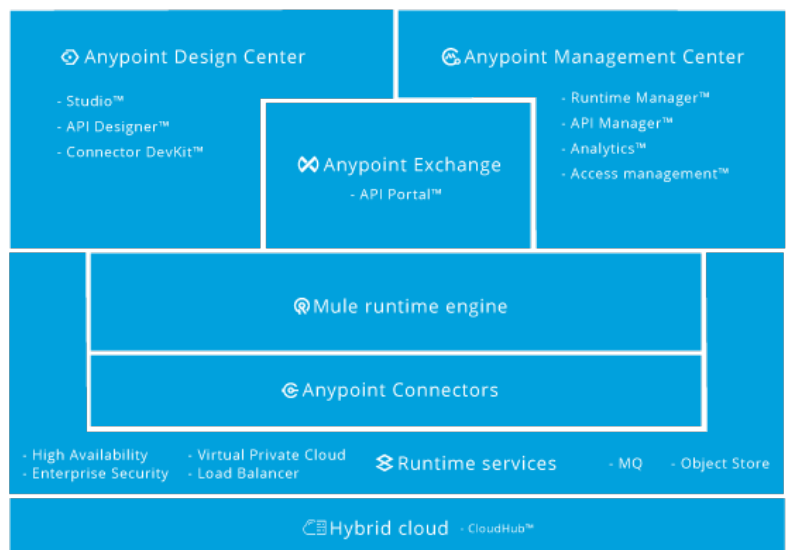 Anypoint Design Center
- Studio™
- API Designer™
- Connector DevKit™
Anypoint Management Center
- Runtime Manager™
- API Manager™
- Analytics™
- Access management™
Anypoint Exchange
- API Portal™
Mule runtime engine
Anypoint Connectors
- High Availability
- Enterprise Security
- Virtual Private Cloud
- Load Balancer
Runtime services
- MQ
- Object Store
Hybrid cloud - CloudHub™